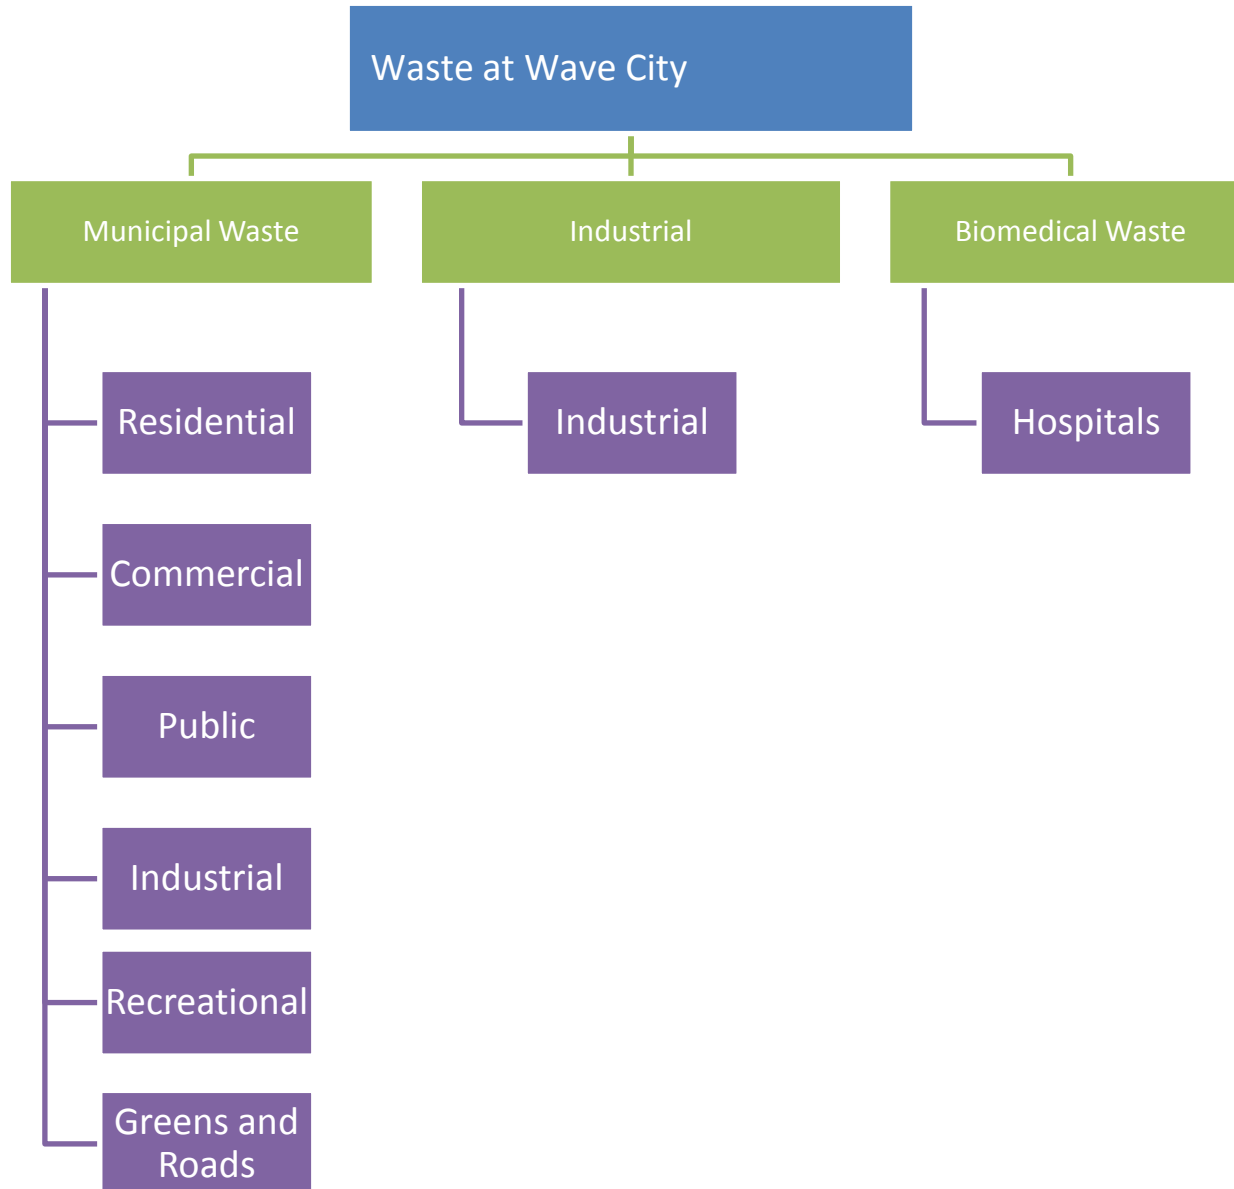 Waste at Wave City
Municipal Waste
Industrial
Biomedical Waste
Residential
Industrial
Hospitals
Commercial
Public
Industrial
Recreational
Greens and
Roads